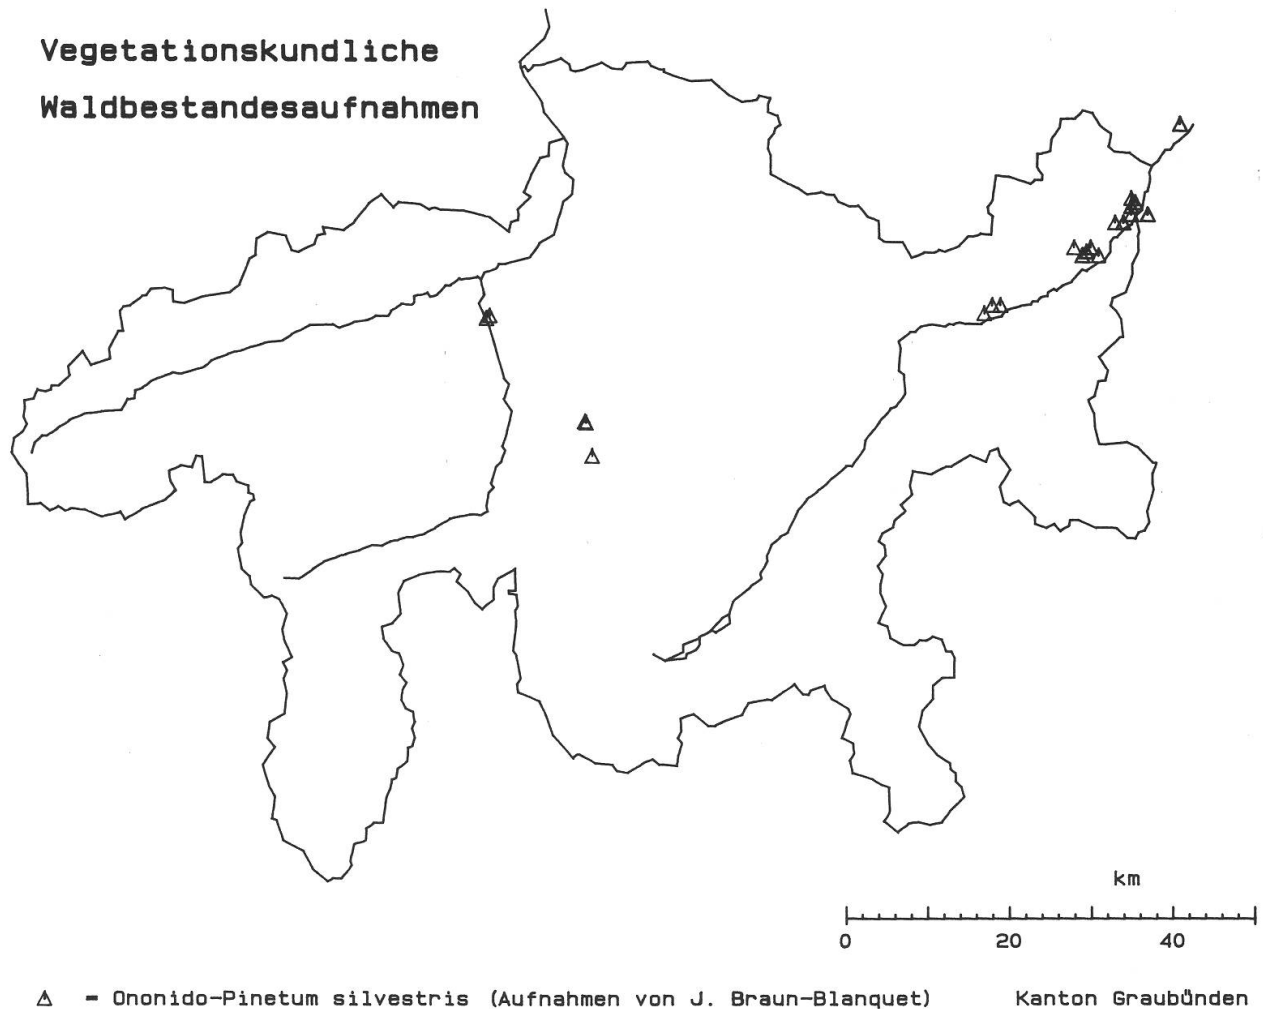 Vegetationskundliche
Waldbestandesaufnahmen
km
0 20 40
= Ononido-Pinetum silvestris (Aufnahmen von J. Braun-Blanquet) Kanton Graubünden